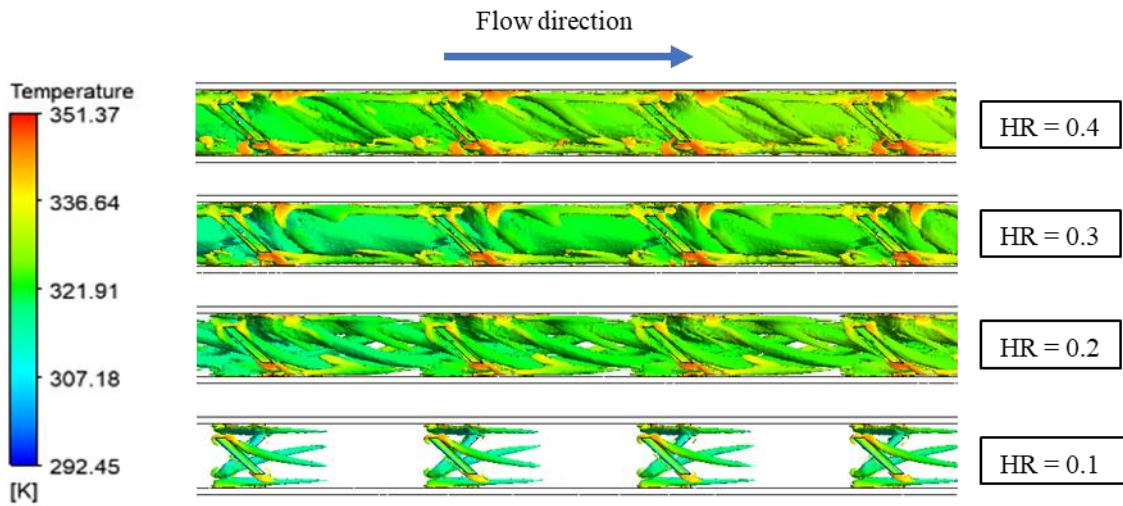 Flow direction
Temperature
351.37
336.64
321.91
307.18
292.45
[K]
HR = 0.4
HR = 0.3
HR = 0.2
HR = 0.1